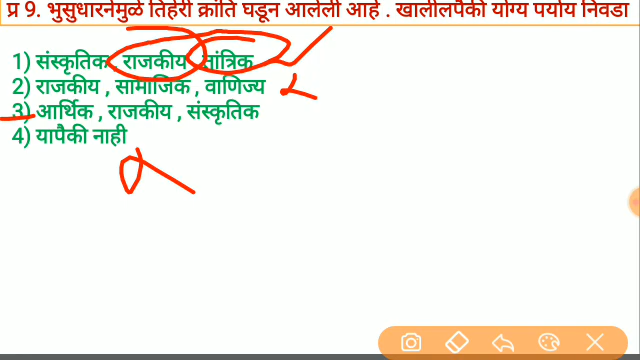 प्र 9. भुसुधारनेमुळे तिहेरी क्रांति घडून आलेली आहे . खालीलपैकी योग्य पर्याय निवडा
1) संस्कृतिक , राजकीय , तांत्रिक
2) राजकीय , सामाजिक , वाणिज्य
3) आर्थिक , राजकीय , संस्कृतिक
4) यापैकी नाही